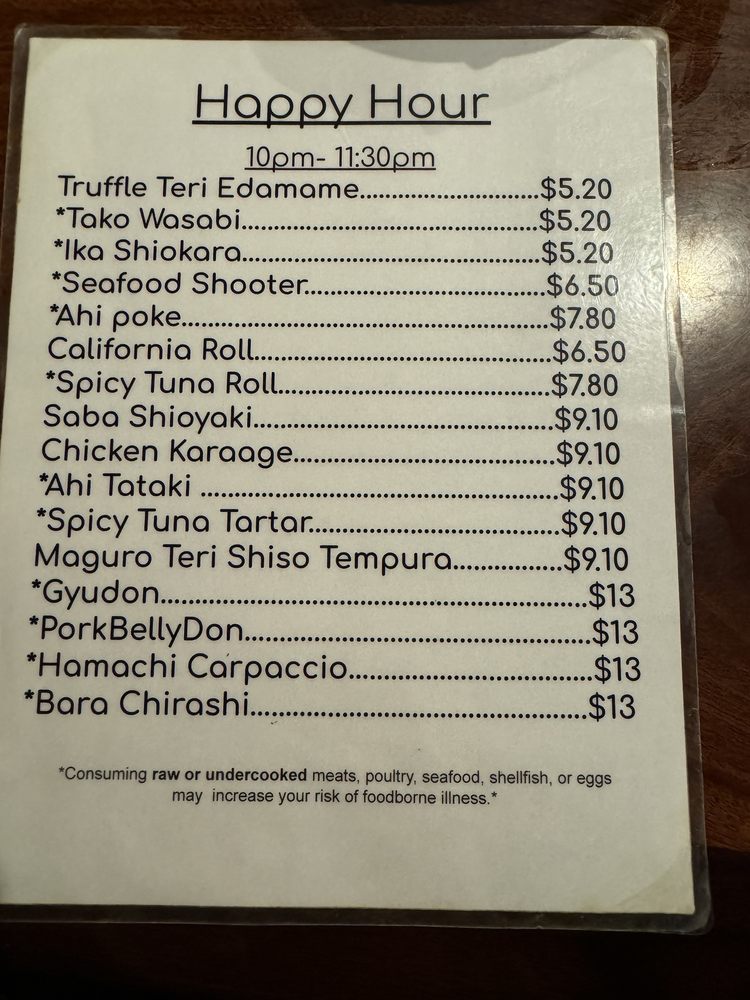 Happy Hour
10pm- 11:30pm
Truffle Teri Edamame..............................$5.20
*Tako Wasabi..................................................$5.20
*Ika Shiokara..................................................$5.20
*Seafood Shooter........................................$6.50
*Ahi poke.............................................................$7.80
California Roll..................................................$6.50
*Spicy Tuna Roll.............................................$7.80
Saba Shioyaki..................................................$9.10
Chicken Karaage...........................................$9.10
*Ahi Tataki ...........................................................$9.10
*Spicy Tuna Tartar.........................................$9.10
Maguro Teri Shiso Tempura..................$9.10
*Gyudon.....................................................................$13
*PorkBellyDon.........................................................$13
*Hamachi Carpaccio.......................................$13
*Bara Chirashi......................................................$13
*Consuming raw or undercooked meats, poultry, seafood, shellfish, or eggs
may increase your risk of foodborne illness.*